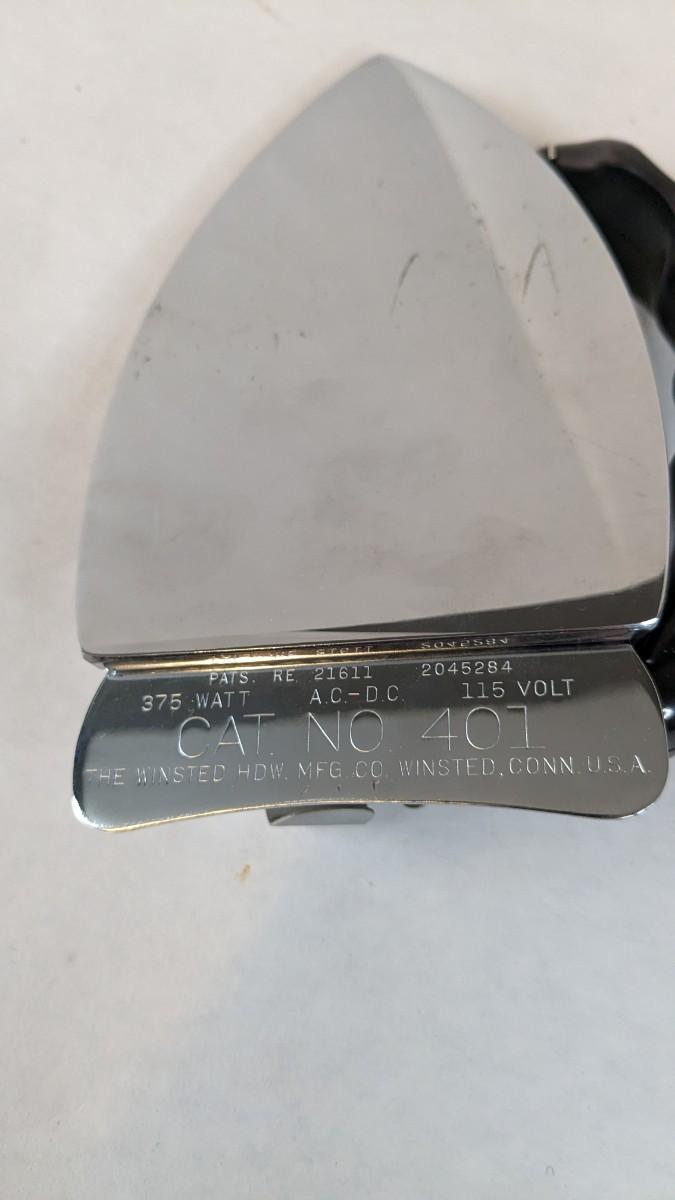 PATS. RE 21611 2045284
375 WATT A.C.-D.C. 115 VOLT
CAT. NO. 401
THE WINSTED HDW. MFG. CO. WINSTED, CONN. U.S.A.